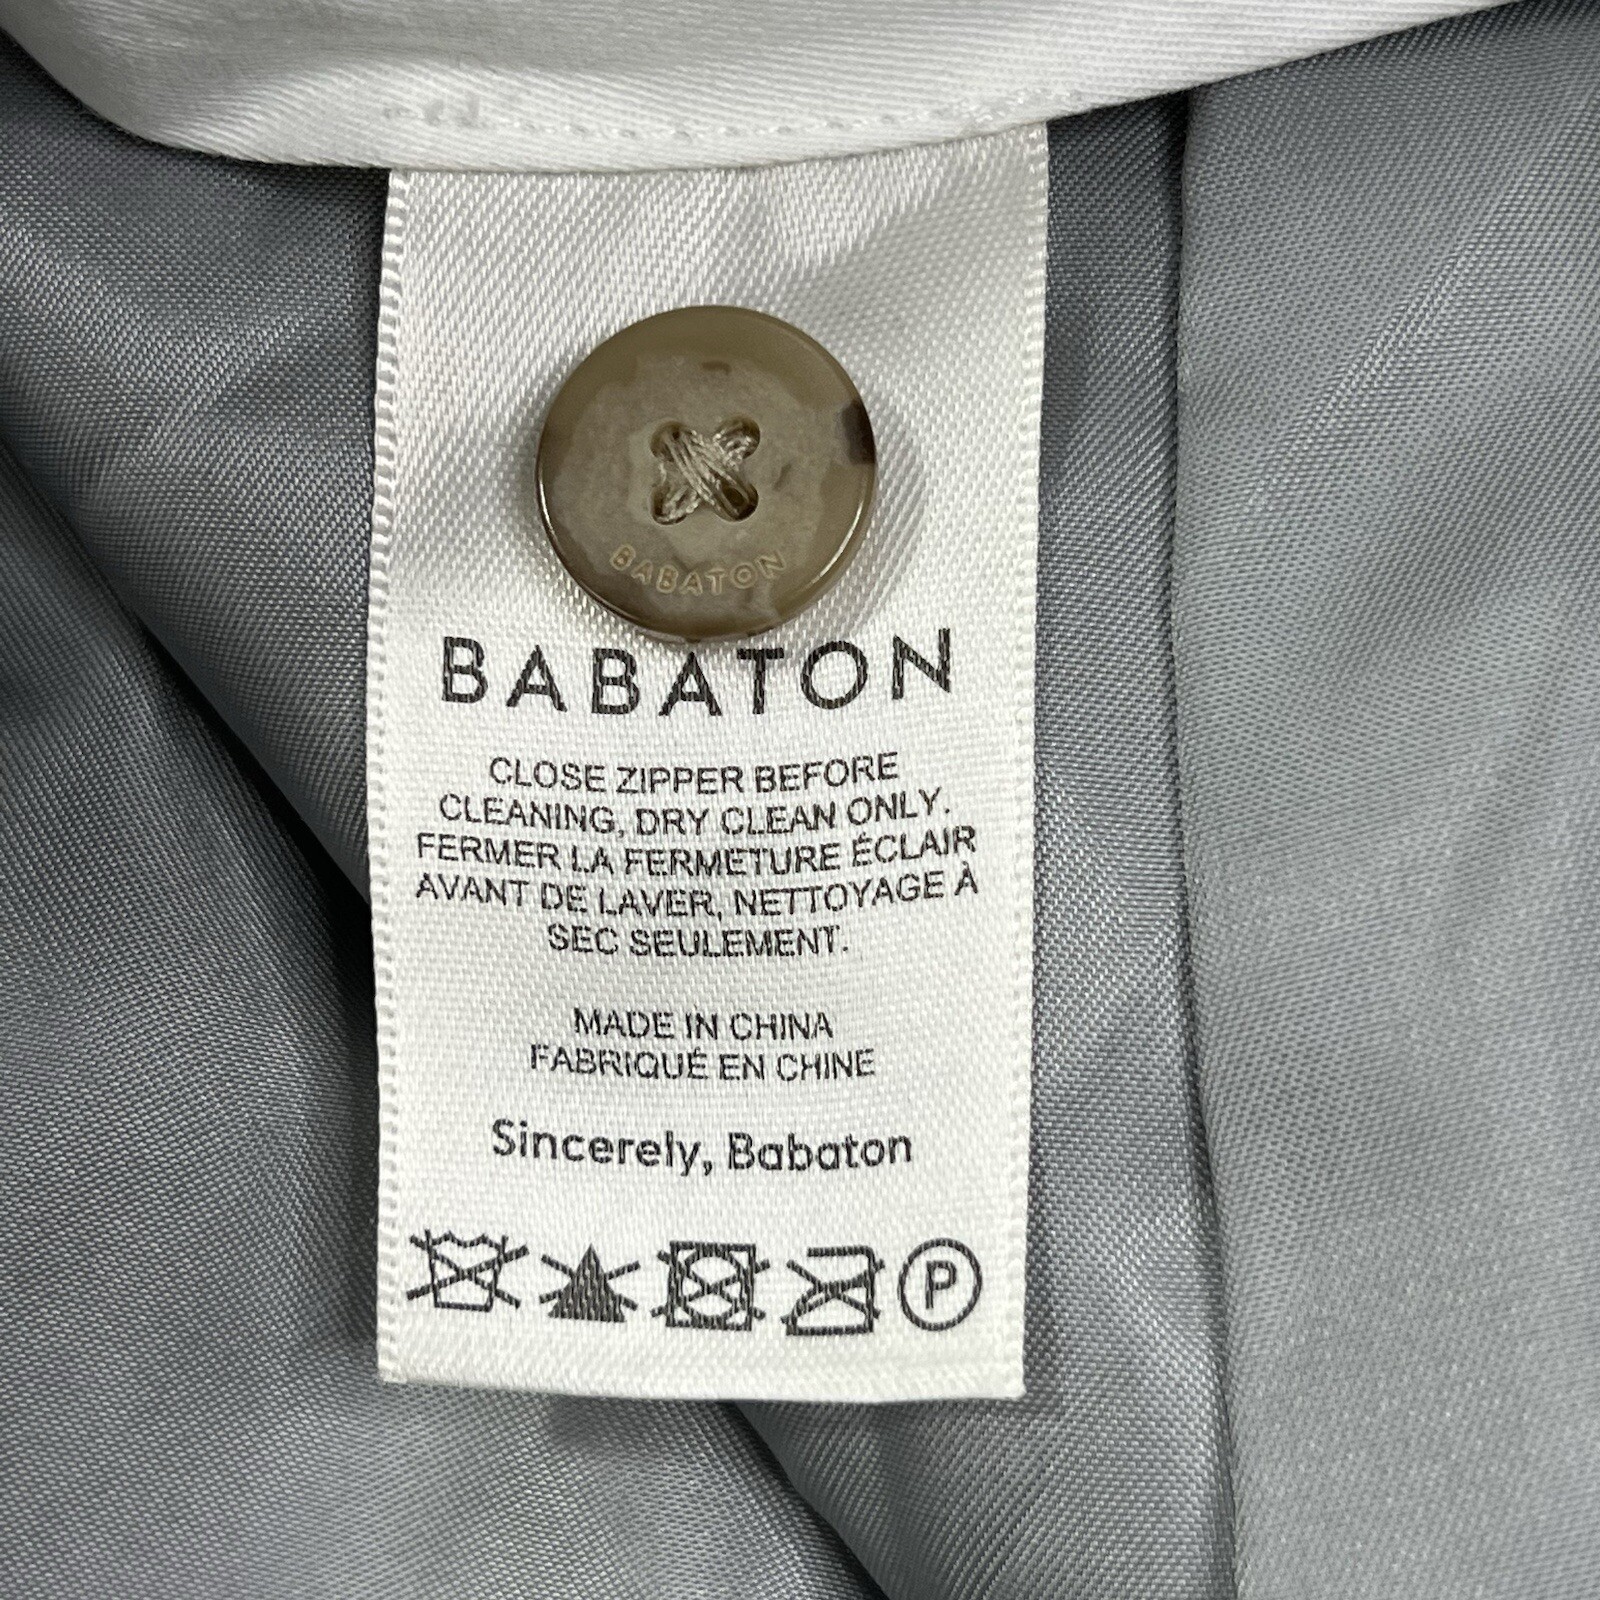 BABATON
BABATON
CLOSE ZIPPER BEFORE
CLEANING, DRY CLEAN ONLY.
FERMER LA FERMETURE ÉCLAIR
AVANT DE LAVER, NETTOYAGE À
SEC SEULEMENT.
MADE IN CHINA
FABRIQUÉ EN CHINE
Sincerely, Babaton
P